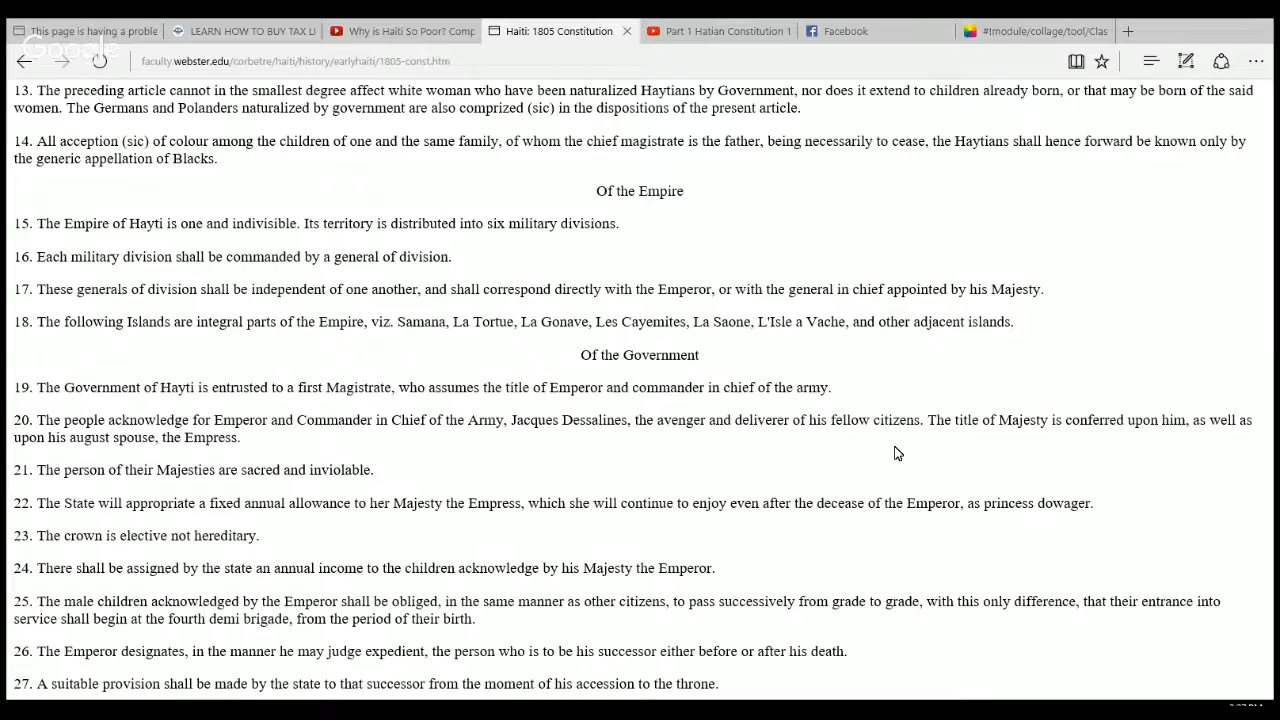 This page is having a proble
LEARN HOW TO BUY TAX LI
Why is Haiti So Poor? Comp
Haiti: 1805 Constitution
Part 1 Hatian Constitution 1
Facebook
#1module/collage/tool/Clas
Google
faculty.webster.edu/corbetre/haiti/history/earlyhaiti/1805-const.htm
13. The preceding article cannot in the smallest degree affect white woman who have been naturalized Haytians by Government, nor does it extend to children already born, or that may be born of the said
women. The Germans and Polanders naturalized by government are also comprized (sic) in the dispositions of the present article.
14. All acception (sic) of colour among the children of one and the same family, of whom the chief magistrate is the father, being necessarily to cease, the Haytians shall hence forward be known only by
the generic appellation of Blacks.
Of the Empire
15. The Empire of Hayti is one and indivisible. Its territory is distributed into six military divisions.
16. Each military division shall be commanded by a general of division.
17. These generals of division shall be independent of one another, and shall correspond directly with the Emperor, or with the general in chief appointed by his Majesty.
18. The following Islands are integral parts of the Empire, viz. Samana, La Tortue, La Gonave, Les Cayemites, La Saone, L'Isle a Vache, and other adjacent islands.
Of the Government
19. The Government of Hayti is entrusted to a first Magistrate, who assumes the title of Emperor and commander in chief of the army.
20. The people acknowledge for Emperor and Commander in Chief of the Army, Jacques Dessalines, the avenger and deliverer of his fellow citizens. The title of Majesty is conferred upon him, as well as
upon his august spouse, the Empress.
21. The person of their Majesties are sacred and inviolable.
22. The State will appropriate a fixed annual allowance to her Majesty the Empress, which she will continue to enjoy even after the decease of the Emperor, as princess dowager.
23. The crown is elective not hereditary.
24. There shall be assigned by the state an annual income to the children acknowledge by his Majesty the Emperor.
25. The male children acknowledged by the Emperor shall be obliged, in the same manner as other citizens, to pass successively from grade to grade, with this only difference, that their entrance into
service shall begin at the fourth demi brigade, from the period of their birth.
26. The Emperor designates, in the manner he may judge expedient, the person who is to be his successor either before or after his death.
27. A suitable provision shall be made by the state to that successor from the moment of his accession to the throne.